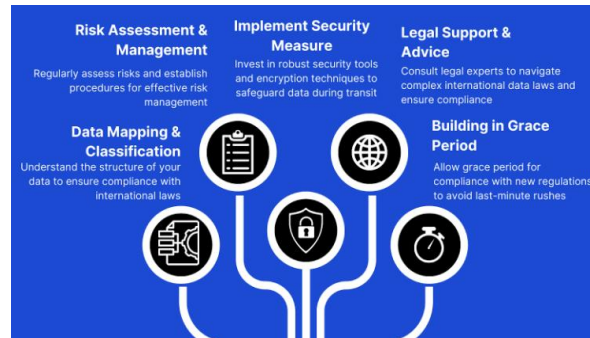 Risk Assessment &
Management
Regularly assess risks and establish
procedures for effective risk
management
Implement Security
Measure
Invest in robust security tools
and encryption techniques to
safeguard data during transit
Legal Support &
Advice
Consult legal experts to navigate
complex international data laws and
ensure compliance
Data Mapping &
Classification
Understand the structure of your
data to ensure compliance with
international laws
Building in Grace
Period
Allow grace period for
compliance with new regulations
to avoid last-minute rushes